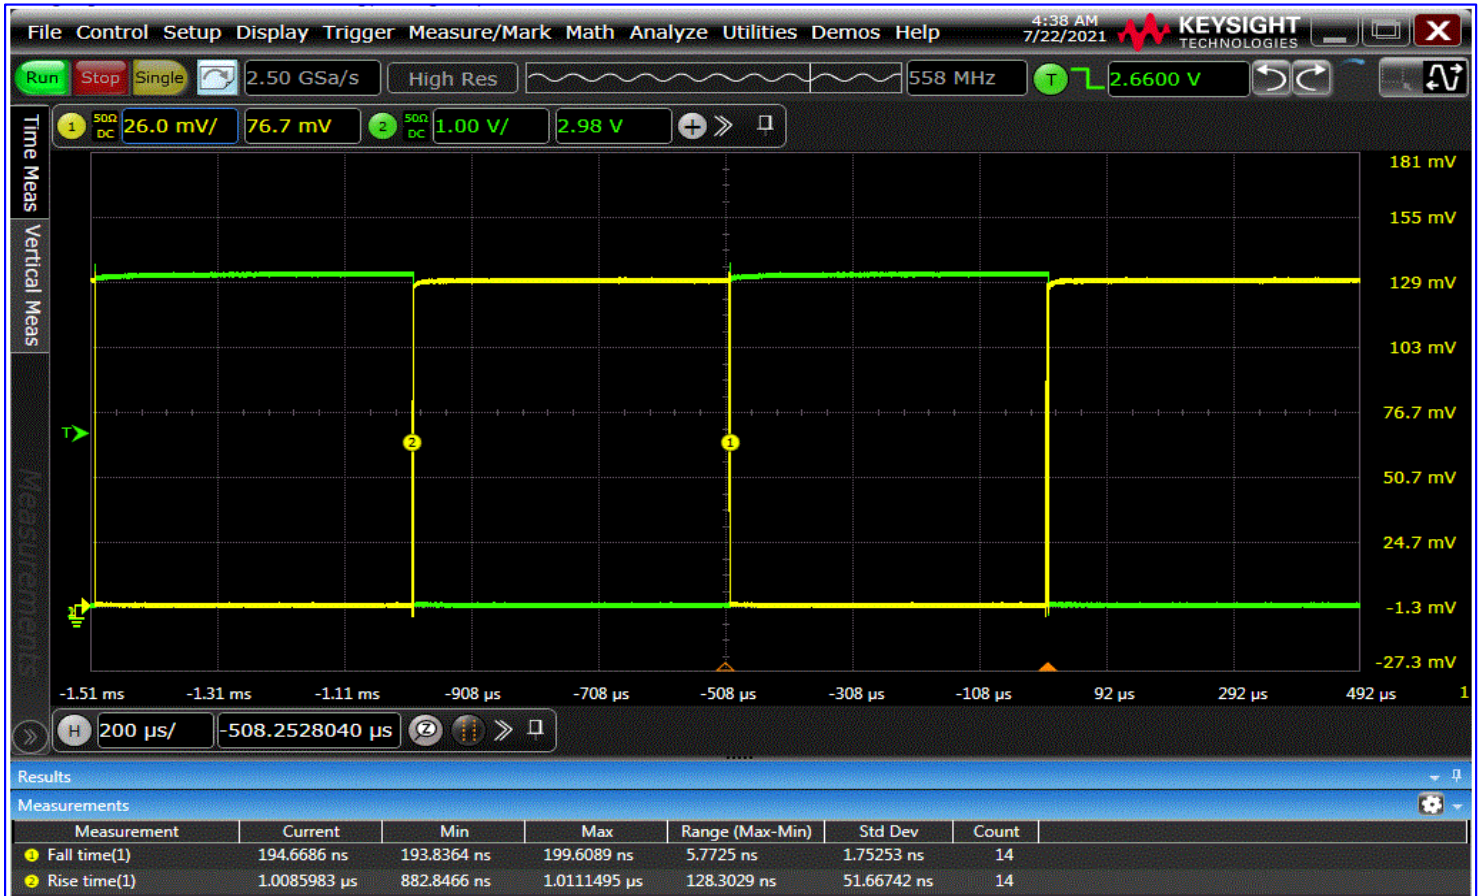 File Control Setup Display Trigger Measure/Mark Math Analyze Utilities Demos Help
4:38 AM
7/22/2021
KEYSIGHT
TECHNOLOGIES
Run Stop Single 2.50 GSa/s High Res 558 MHz T 2.6600 V
1 50Ω DC 26.0 mV/ 76.7 mV 2 50Ω DC 1.00 V/ 2.98 V
Time Meas
Vertical Meas
Measurements
181 mV
155 mV
129 mV
103 mV
76.7 mV
50.7 mV
24.7 mV
-1.3 mV
-27.3 mV
T
2
1
-1.51 ms -1.31 ms -1.11 ms -908 µs -708 µs -508 µs -308 µs -108 µs 92 µs 292 µs 492 µs 1
H 200 µs/ -508.2528040 µs Z
Results
Measurements
Measurement Current Min Max Range (Max-Min) Std Dev Count
1 Fall time(1) 194.6686 ns 193.8364 ns 199.6089 ns 5.7725 ns 1.75253 ns 14
2 Rise time(1) 1.0085983 µs 882.8466 ns 1.0111495 µs 128.3029 ns 51.66742 ns 14